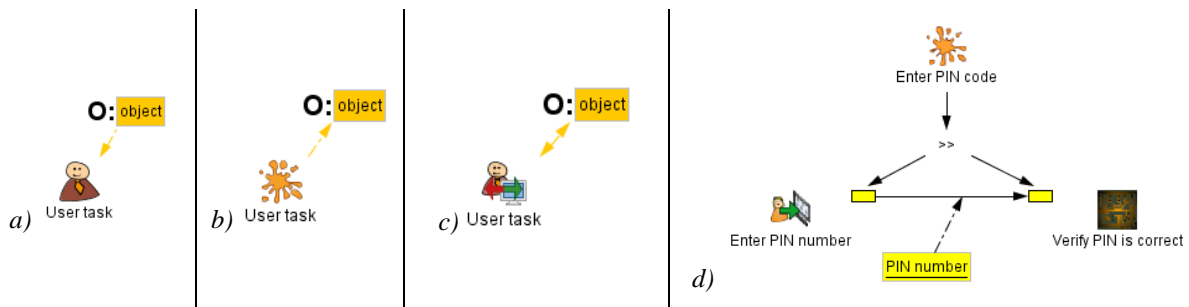 O: object
User task
a)
O: object
User task
b)
O: object
User task
c)
Enter PIN code
>>
Enter PIN number
Verify PIN is correct
PIN number
d)